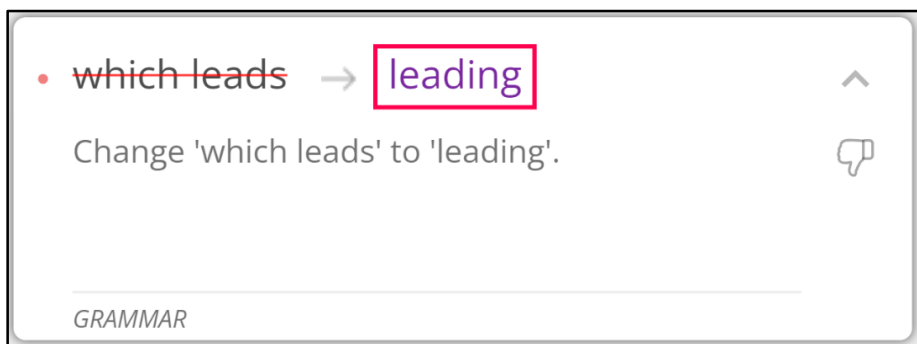 which leads → leading
Change 'which leads' to 'leading'.
GRAMMAR